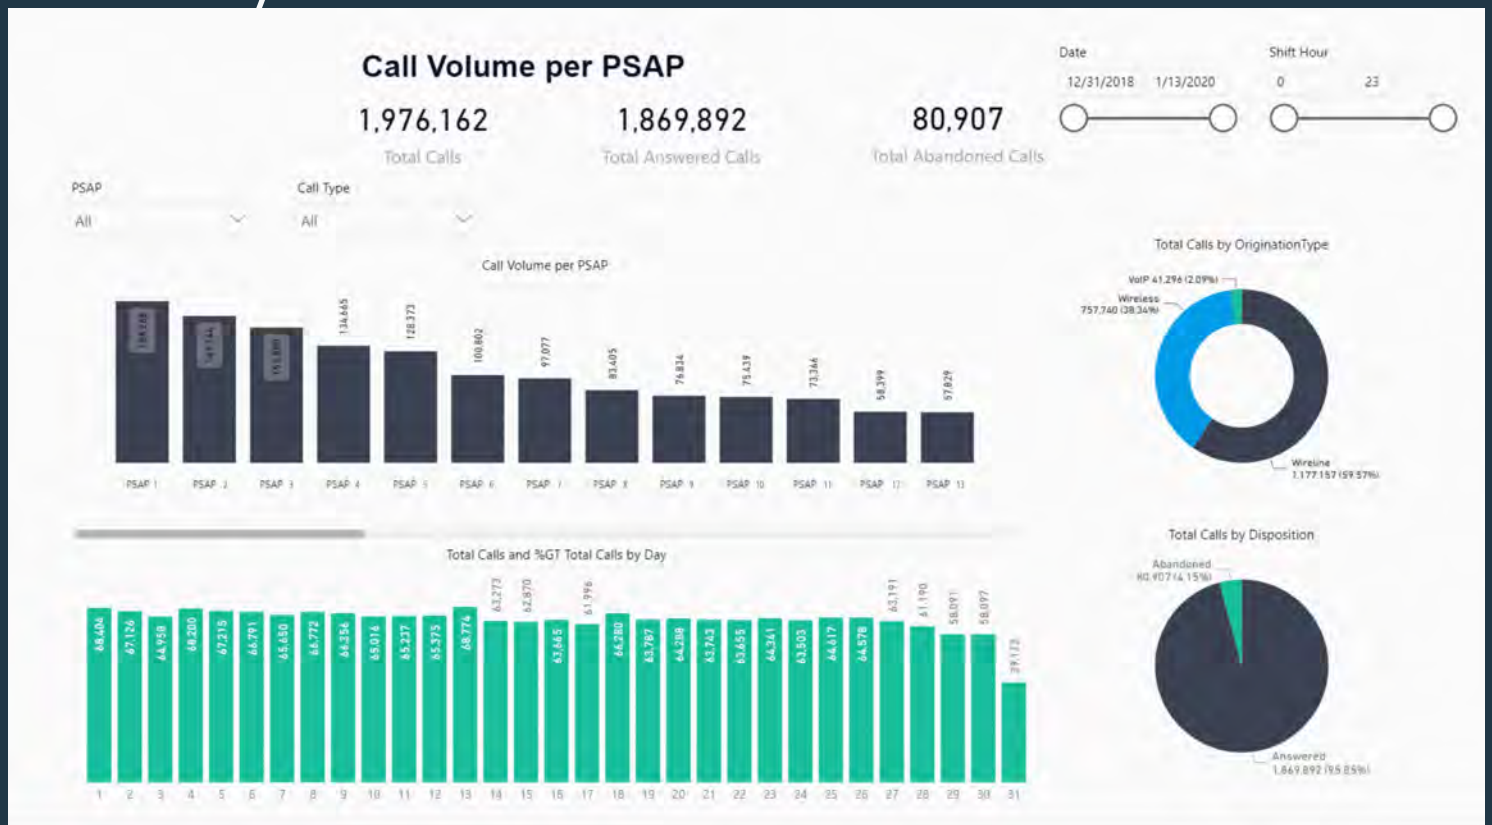 Call Volume per PSAP
Date
Shift Hour
12/31/2018 1/13/2020
0 23
1,976,162
1,869,892
80,907
Total Calls
Total Answered Calls
Total Abandoned Calls
PSAP
Call Type
All
All
Call Volume per PSAP
134,665
128,373
100,802
97,077
83,405
76,834
75,439
73,366
58,399
57,829
PSAP 1
PSAP 2
PSAP 3
PSAP 4
PSAP 5
PSAP 6
PSAP 7
PSAP 8
PSAP 9
PSAP 10
PSAP 11
PSAP 12
PSAP 13
Total Calls by OriginationType
VoIP 41,296 (2.09%)
Wireless
757,740 (38.34%)
Wireline
1,177,157 (59.57%)
Total Calls and %GT Total Calls by Day
68,404
67,126
64,958
68,200
67,215
66,791
65,650
66,772
66,256
65,016
65,237
65,375
68,774
63,273
62,870
63,665
61,996
66,280
63,787
64,288
63,743
63,655
64,341
63,503
64,617
64,578
63,191
61,190
58,091
58,097
1 2 3 4 5 6 7 8 9 10 11 12 13 14 15 16 17 18 19 20 21 22 23 24 25 26 27 28 29 30 31
Total Calls by Disposition
Abandoned
80,907 (4.15%)
Answered
1,869,892 (95.85%)